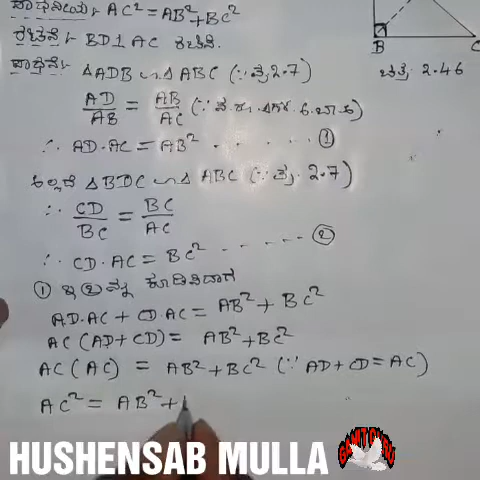 ಸಾಧನೀಯ: AC² = AB² + BC²
ರಚನೆ: BD⊥AC ಎಳೆಯಿರಿ.
ಸಾಧನೆ: ΔADB ~ ΔABC (∵ ಪ್ರ. 2.7)
AD/AB = AB/AC
∴ AD·AC = AB² - - - - - ①
ΔBDC ~ ΔABC (∵ ಪ್ರ. 2.7)
∴ CD/BC = BC/AC
∴ CD·AC = BC² - - - - - ②
① ②
AD·AC + CD·AC = AB² + BC²
AC (AD + CD) = AB² + BC²
AC (AC) = AB² + BC² (∵ AD + CD = AC)
AC² = AB² +
B C
ಚಿತ್ರ 2.46
HUSHENSAB MULLA